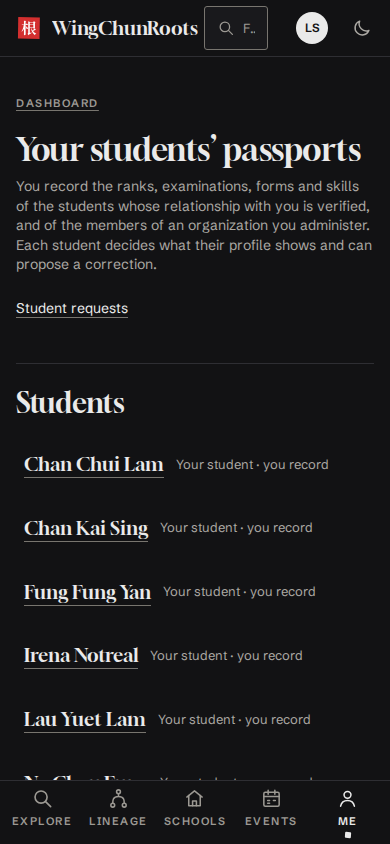 根 WingChunRoots F.. LS
DASHBOARD
Your students’ passports
You record the ranks, examinations, forms and skills
of the students whose relationship with you is verified,
and of the members of an organization you administer.
Each student decides what their profile shows and can
propose a correction.
Student requests
Students
Chan Chui Lam Your student · you record
Chan Kai Sing Your student · you record
Fung Fung Yan Your student · you record
Irena Notreal Your student · you record
Lau Yuet Lam Your student · you record
EXPLORE LINEAGE SCHOOLS EVENTS ME